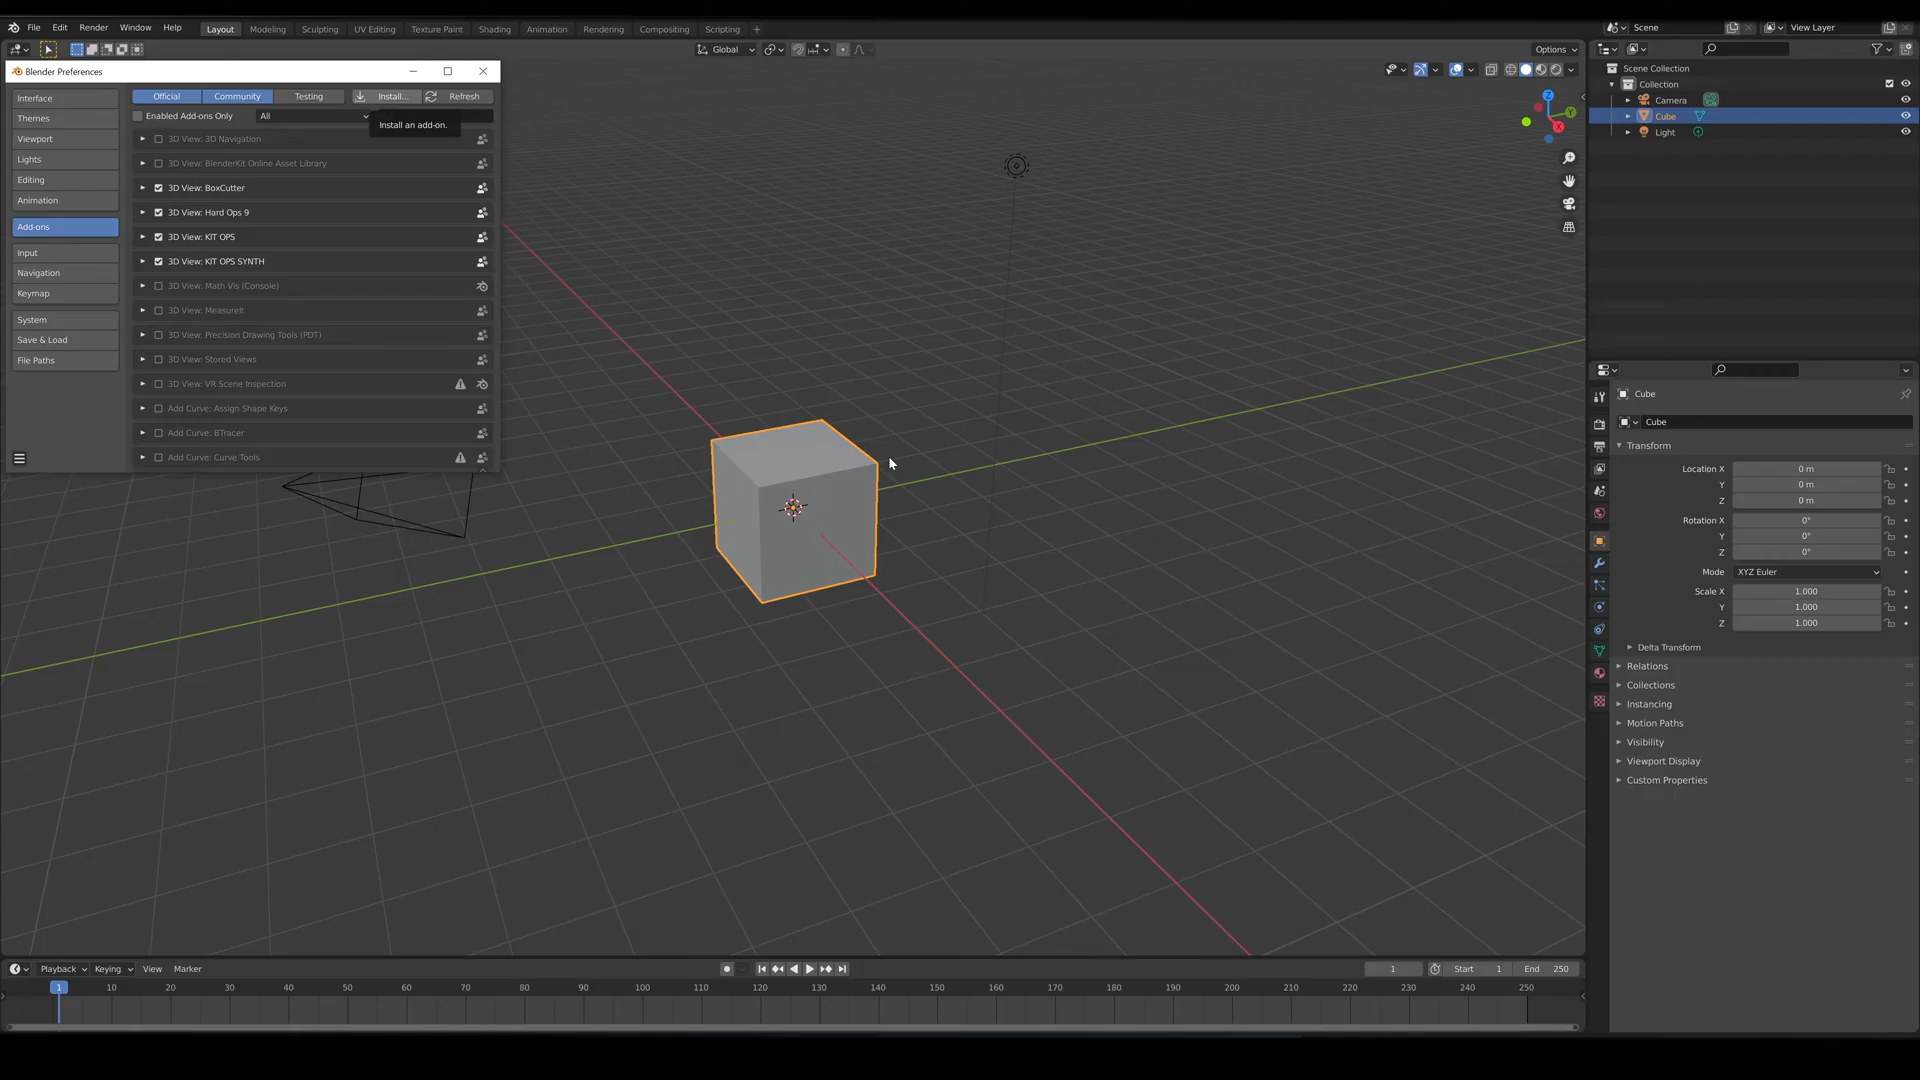 File Edit Render Window Help Layout Modeling Sculpting UV Editing Texture Paint Shading Animation Rendering Compositing Scripting + Scene View Layer
Global Options
Blender Preferences
Interface
Themes
Viewport
Lights
Editing
Animation
Add-ons
Input
Navigation
Keymap
System
Save & Load
File Paths
Official Community Testing Install... Refresh
Enabled Add-ons Only All
Install an add-on.
3D View: 3D Navigation
3D View: BlenderKit Online Asset Library
3D View: BoxCutter
3D View: Hard Ops 9
3D View: KIT OPS
3D View: KIT OPS SYNTH
3D View: Math Vis (Console)
3D View: MeasureIt
3D View: Precision Drawing Tools (PDT)
3D View: Stored Views
3D View: VR Scene Inspection
Add Curve: Assign Shape Keys
Add Curve: BTracer
Add Curve: Curve Tools
Z
Y
X
Scene Collection
Collection
Camera
Cube
Light
Cube
Cube
Transform
Location X 0 m
Y 0 m
Z 0 m
Rotation X 0°
Y 0°
Z 0°
Mode XYZ Euler
Scale X 1.000
Y 1.000
Z 1.000
Delta Transform
Relations
Collections
Instancing
Motion Paths
Visibility
Viewport Display
Custom Properties
Playback Keying View Marker 1 Start 1 End 250
1 10 20 30 40 50 60 70 80 90 100 110 120 130 140 150 160 170 180 190 200 210 220 230 240 250